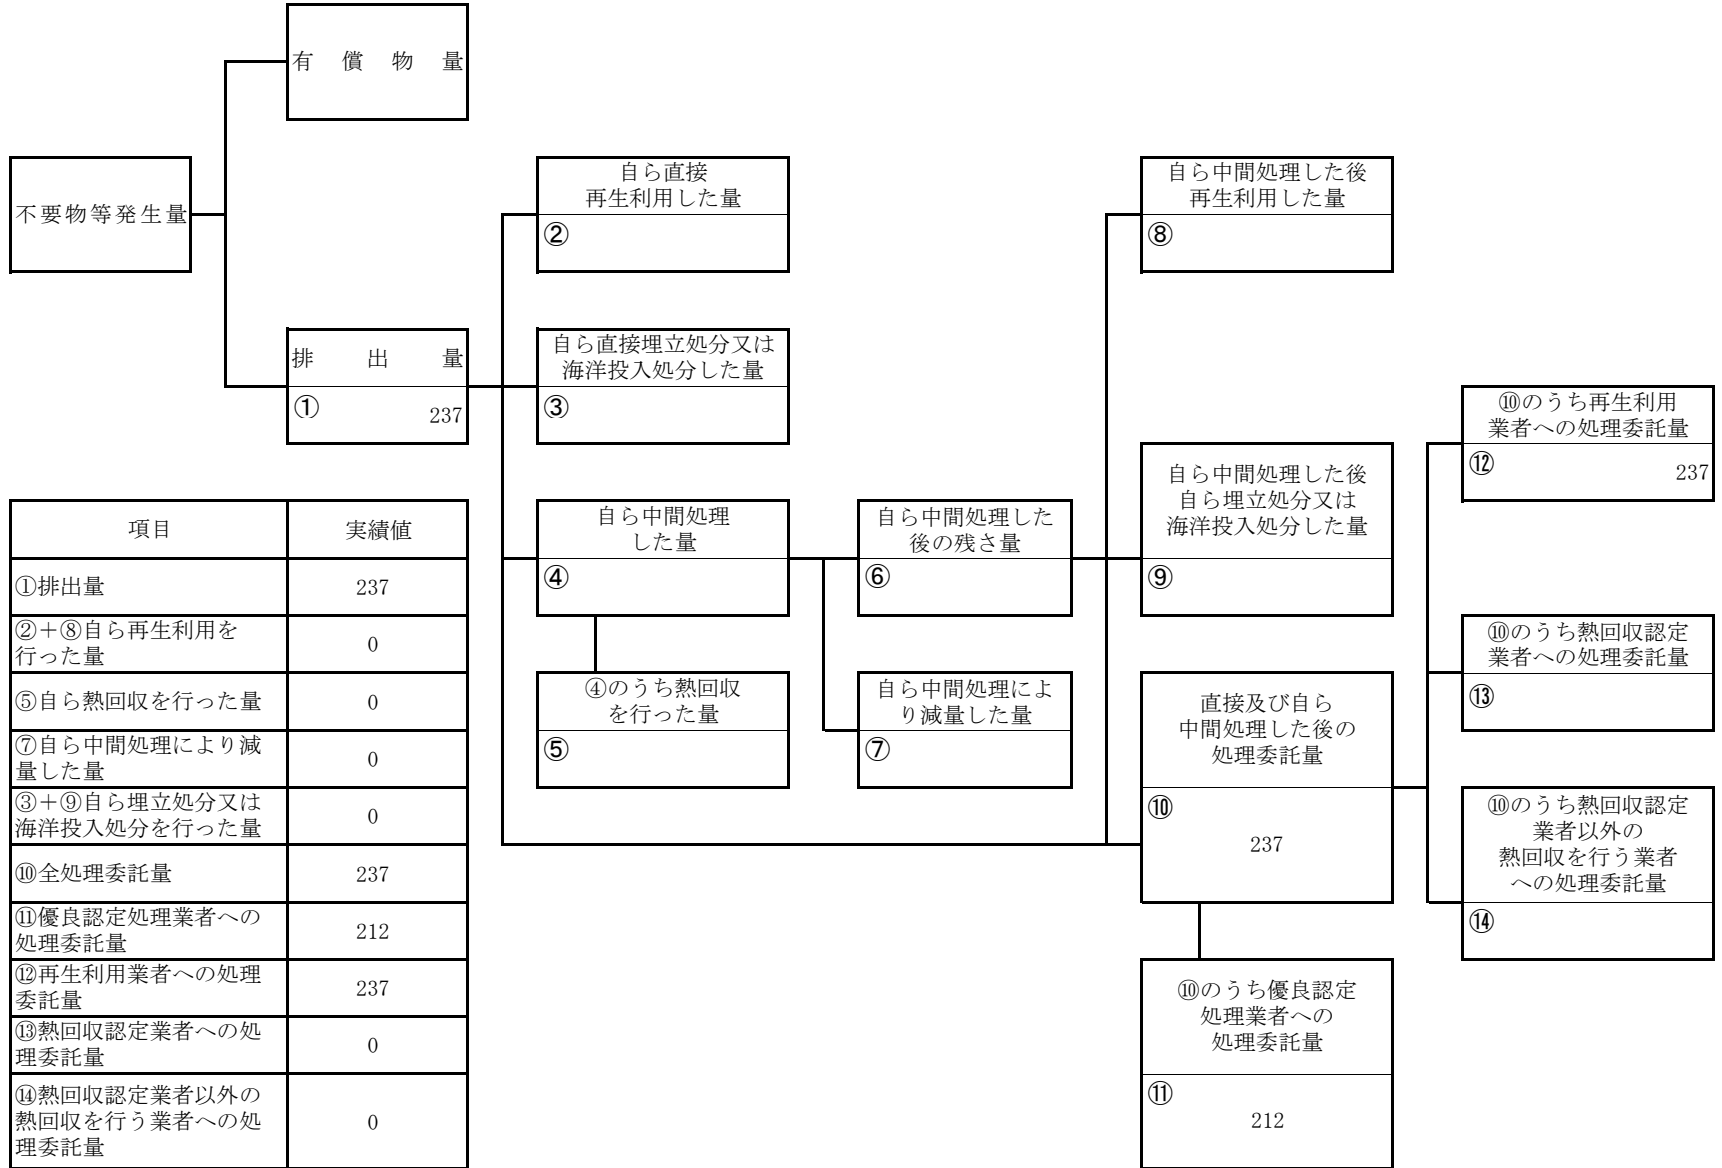 有償物量
不要物等発生量
排出量
①
237
自ら直接
再生利用した量
②
自ら直接埋立処分又は
海洋投入処分した量
③
自ら中間処理
した量
④
④のうち熱回収
を行った量
⑤
自ら中間処理した
後の残さ量
⑥
自ら中間処理によ
り減量した量
⑦
自ら中間処理した後
再生利用した量
⑧
自ら中間処理した後
自ら埋立処分又は
海洋投入処分した量
⑨
直接及び自ら
中間処理した後の
処理委託量
⑩
237
⑩のうち優良認定
処理業者への
処理委託量
⑪
212
⑩のうち再生利用
業者への処理委託量
⑫
237
⑩のうち熱回収認定
業者への処理委託量
⑬
⑩のうち熱回収認定
業者以外の
熱回収を行う業者
への処理委託量
⑭
項目 実績値
①排出量 237
②+⑧自ら再生利用を
行った量 0
⑤自ら熱回収を行った量 0
⑦自ら中間処理により減
量した量 0
③+⑨自ら埋立処分又は
海洋投入処分を行った量 0
⑩全処理委託量 237
⑪優良認定処理業者への
処理委託量 212
⑫再生利用業者への処理
委託量 237
⑬熱回収認定業者への処
理委託量 0
⑭熱回収認定業者以外の
熱回収を行う業者への処
理委託量 0